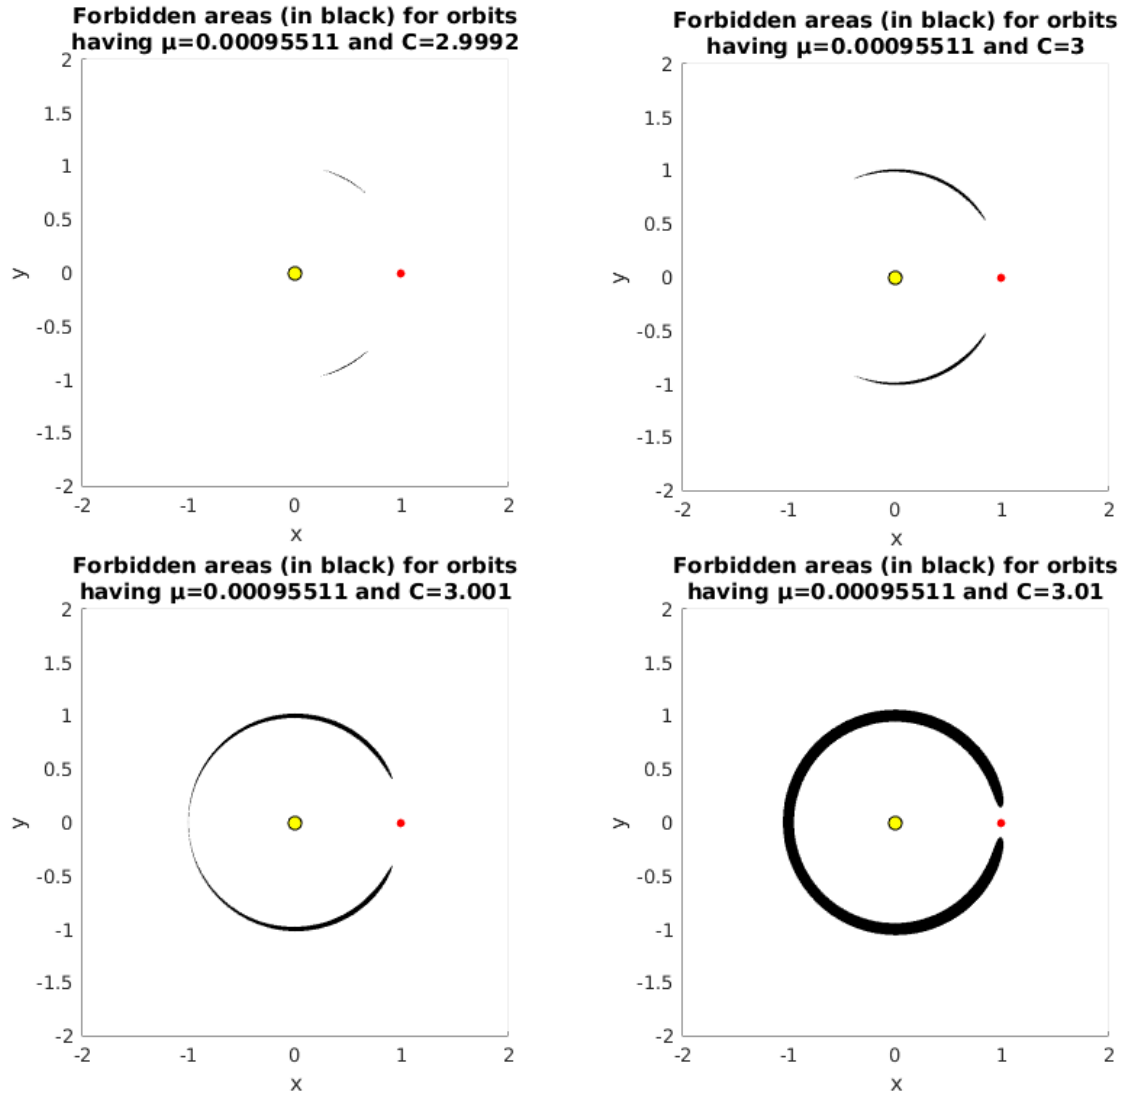 Forbidden areas (in black) for orbits
having μ=0.00095511 and C=2.9992
2
1.5
1
0.5
0
-0.5
-1
-1.5
-2
y
-2 -1 0 1 2
x
Forbidden areas (in black) for orbits
having μ=0.00095511 and C=3
2
1.5
1
0.5
0
-0.5
-1
-1.5
-2
y
-2 -1 0 1 2
x
Forbidden areas (in black) for orbits
having μ=0.00095511 and C=3.001
2
1.5
1
0.5
0
-0.5
-1
-1.5
-2
y
-2 -1 0 1 2
x
Forbidden areas (in black) for orbits
having μ=0.00095511 and C=3.01
2
1.5
1
0.5
0
-0.5
-1
-1.5
-2
y
-2 -1 0 1 2
x